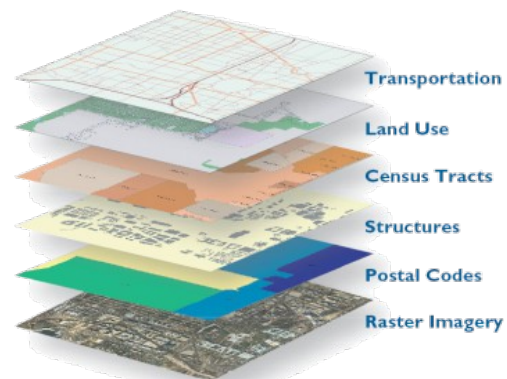 Transportation
Land Use
Census Tracts
Structures
Postal Codes
Raster Imagery